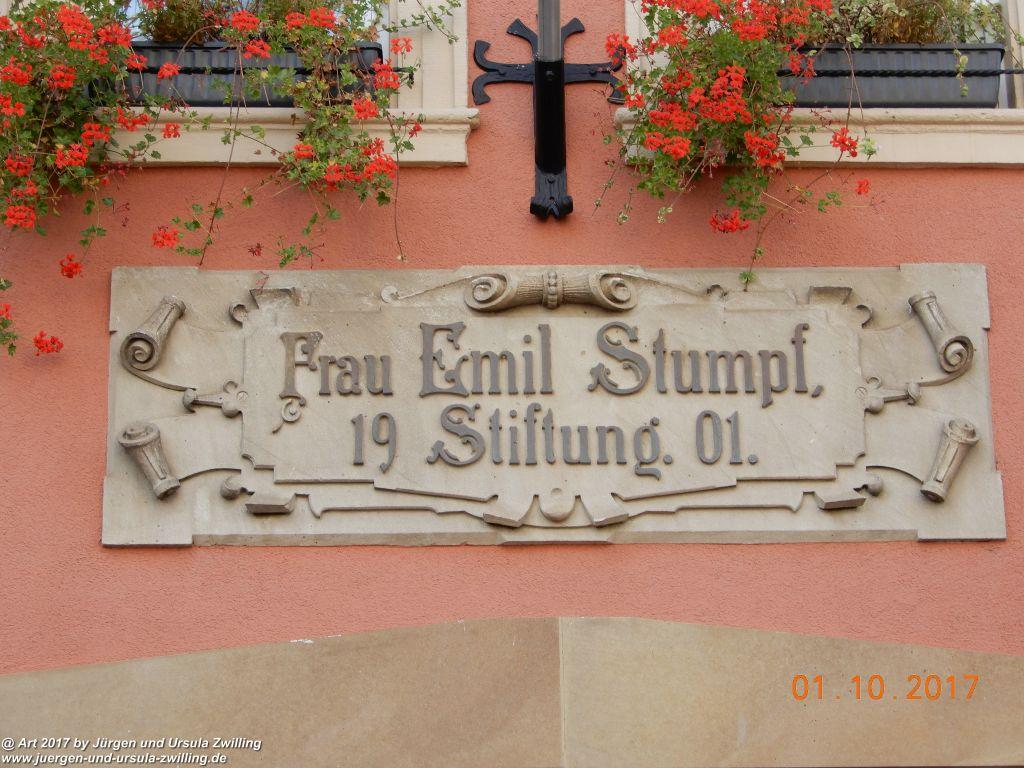 Frau Emil Stumpf,
19 Stiftung. 01.
01.10.2017
@ Art 2017 by Jürgen und Ursula Zwilling
www.juergen-und-ursula-zwilling.de